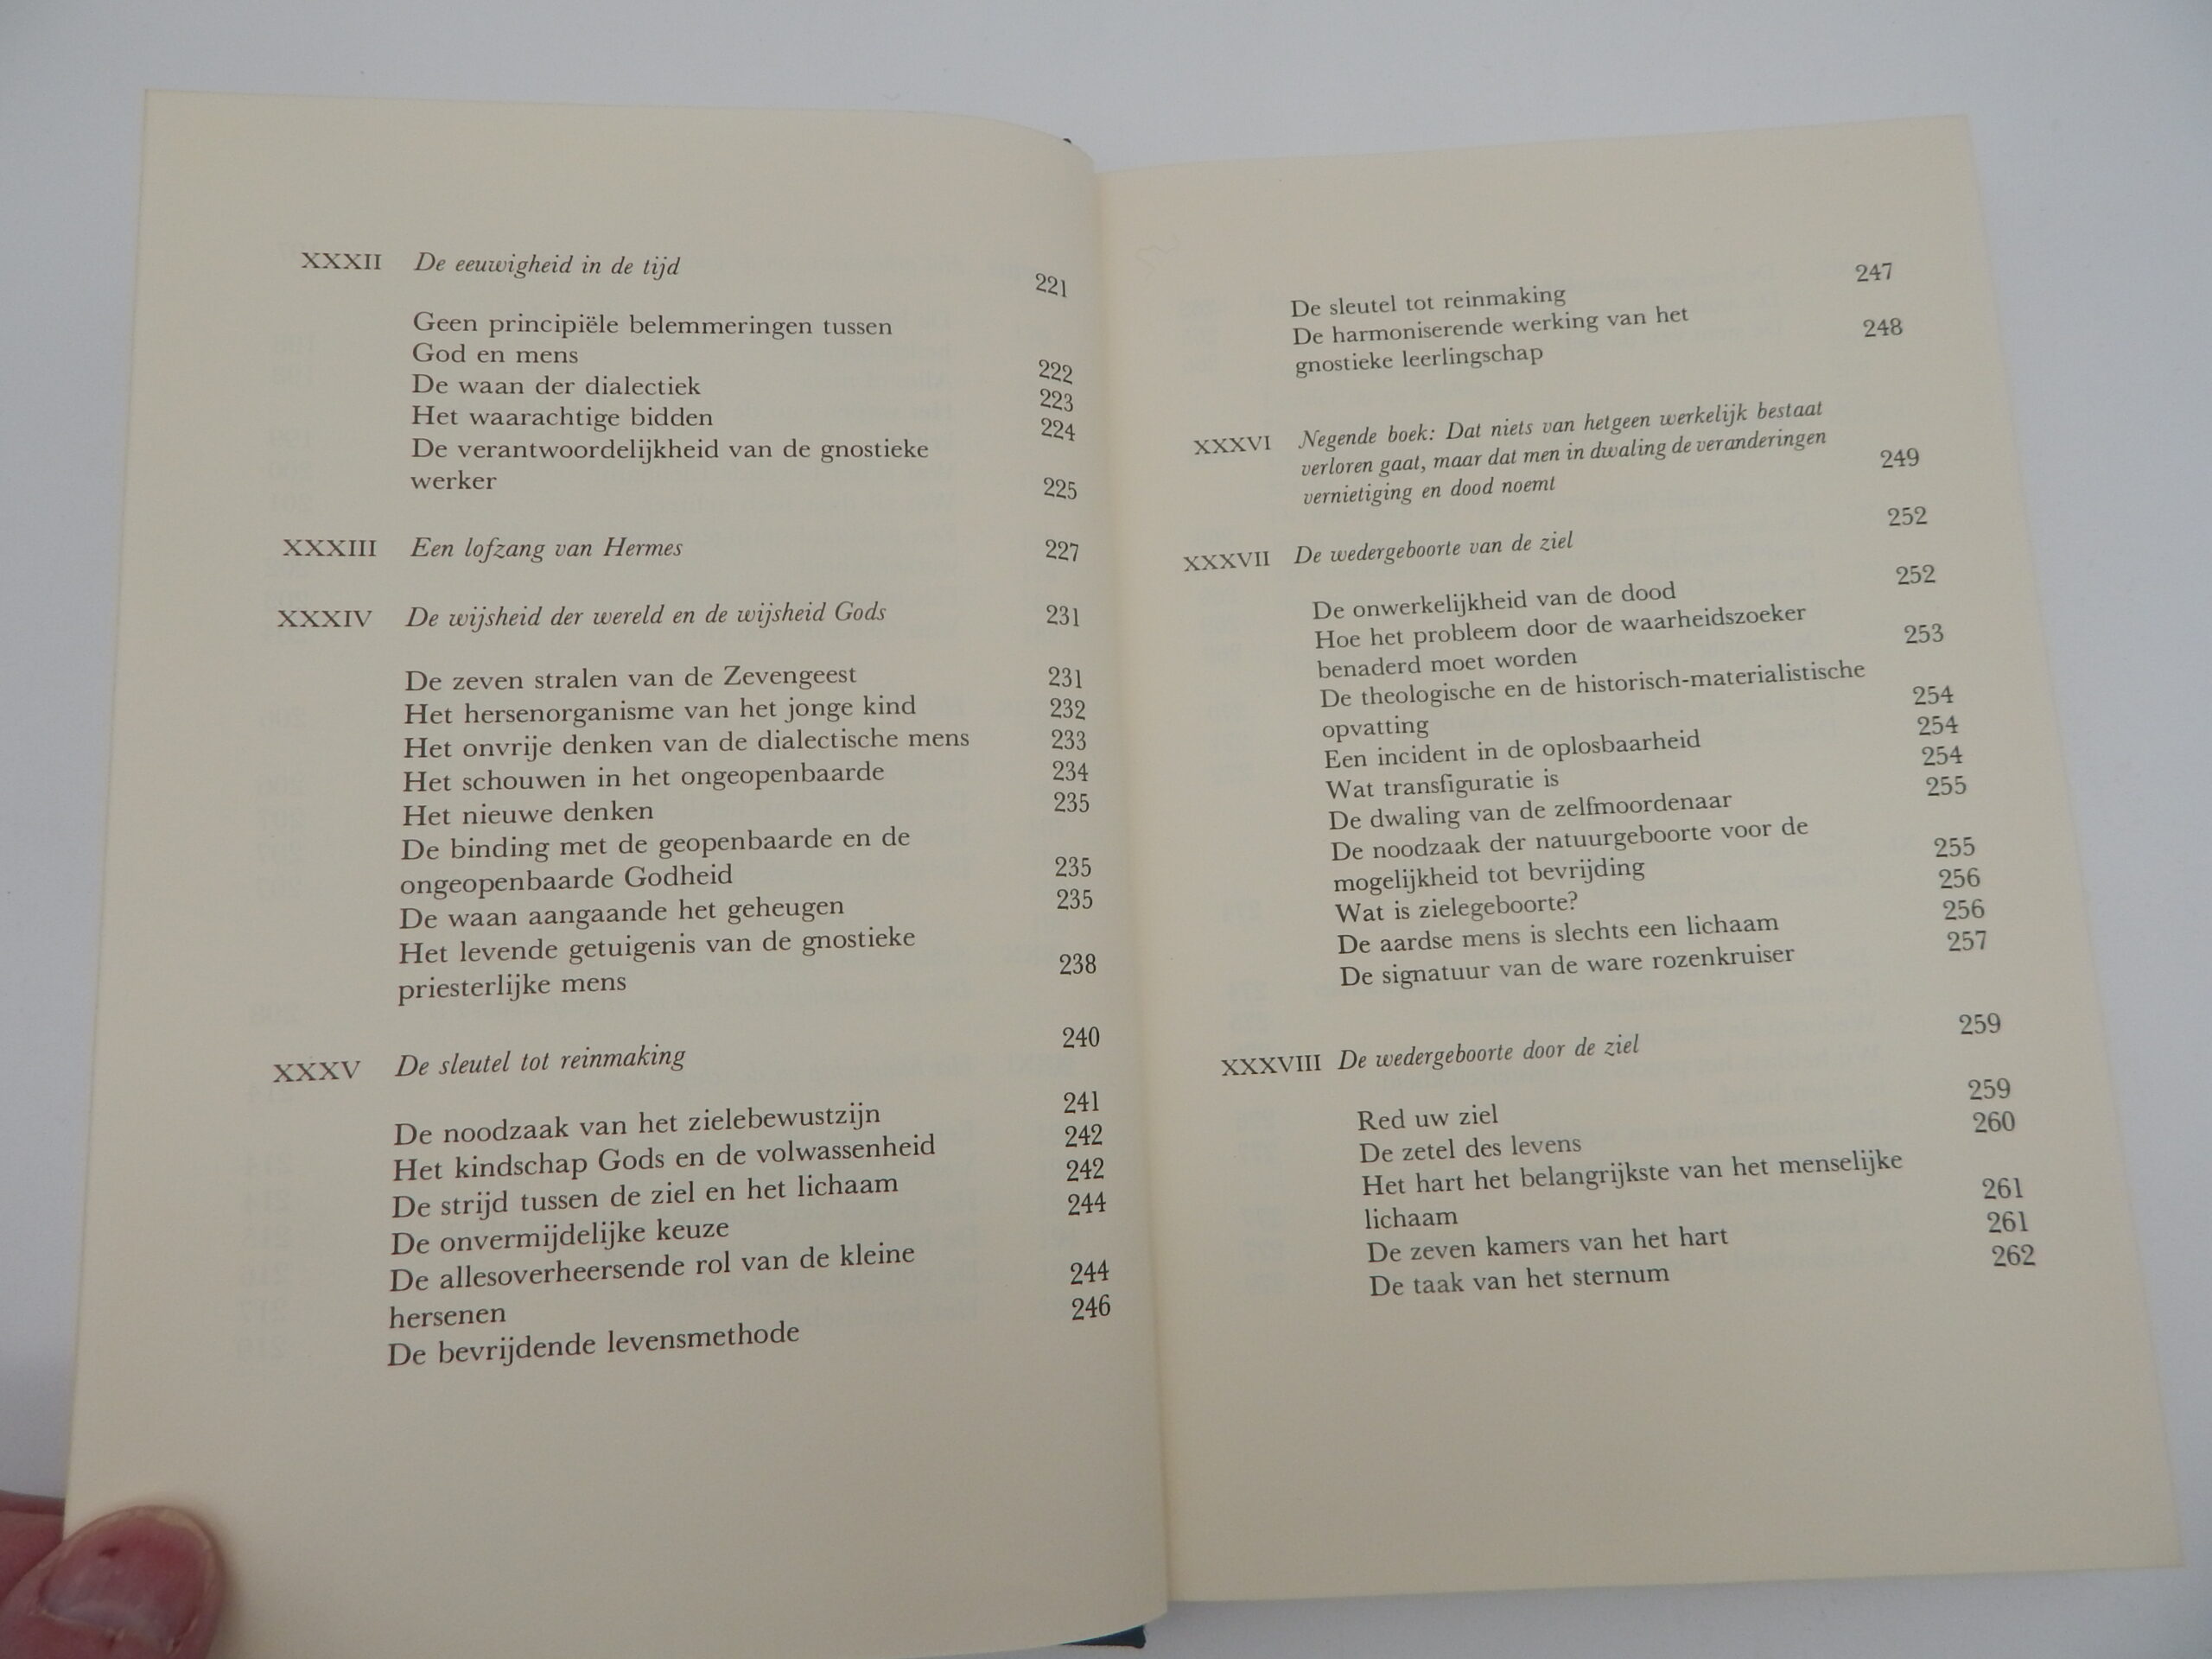 XXXII De eeuwigheid in de tijd 221
Geen principiële belemmeringen tussen
God en mens 222
De waan der dialectiek 223
Het waarachtige bidden 224
De verantwoordelijkheid van de gnostieke
werker 225
XXXIII Een lofzang van Hermes 227
XXXIV De wijsheid der wereld en de wijsheid Gods 231
De zeven stralen van de Zevengeest 231
Het hersenorganisme van het jonge kind 232
Het onvrije denken van de dialectische mens 233
Het schouwen in het ongeopenbaarde 234
Het nieuwe denken 235
De binding met de geopenbaarde en de
ongeopenbaarde Godheid 235
De waan aangaande het geheugen 235
Het levende getuigenis van de gnostieke
priesterlijke mens 238
XXXV De sleutel tot reinmaking 240
De noodzaak van het zielebewustzijn 241
Het kindschap Gods en de volwassenheid 242
De strijd tussen de ziel en het lichaam 242
De onvermijdelijke keuze 244
De allesoverheersende rol van de kleine
hersenen 244
De bevrijdende levensmethode 246
De sleutel tot reinmaking 247
De harmoniserende werking van het
gnostieke leerlingschap 248
XXXVI Negende boek: Dat niets van hetgeen werkelijk bestaat
verloren gaat, maar dat men in dwaling de veranderingen
vernietiging en dood noemt 249
XXXVII De wedergeboorte van de ziel 252
De onwerkelijkheid van de dood 252
Hoe het probleem door de waarheidszoeker
benaderd moet worden 253
De theologische en de historisch-materialistische
opvatting 254
Een incident in de oplosbaarheid 254
Wat transfiguratie is 254
De dwaling van de zelfmoordenaar 255
De noodzaak der natuurgeboorte voor de
mogelijkheid tot bevrijding 255
Wat is zielegeboorte? 256
De aardse mens is slechts een lichaam 256
De signatuur van de ware rozenkruiser 257
XXXVIII De wedergeboorte door de ziel 259
Red uw ziel 259
De zetel des levens 260
Het hart het belangrijkste van het menselijke
lichaam 261
De zeven kamers van het hart 261
De taak van het sternum 262